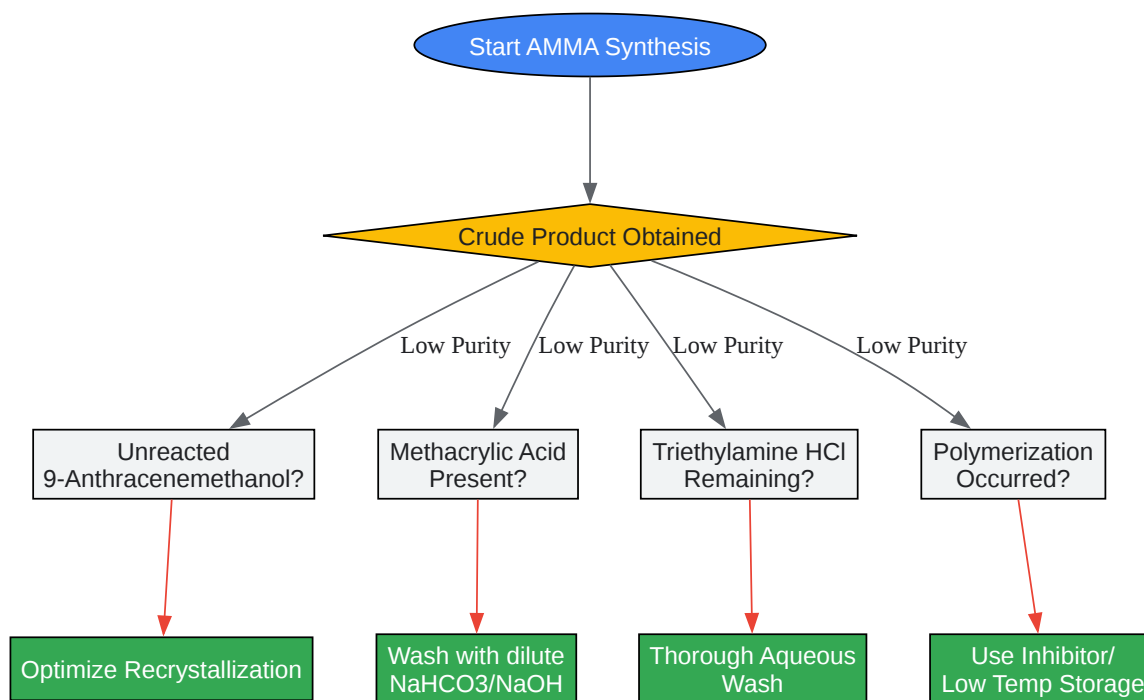 Start AMMA Synthesis
Crude Product Obtained
Low Purity
Low Purity
Low Purity
Low Purity
Unreacted
9-Anthracenemethanol?
Methacrylic Acid
Present?
Triethylamine HCl
Remaining?
Polymerization
Occurred?
Optimize Recrystallization
Wash with dilute
NaHCO3/NaOH
Thorough Aqueous
Wash
Use Inhibitor/
Low Temp Storage